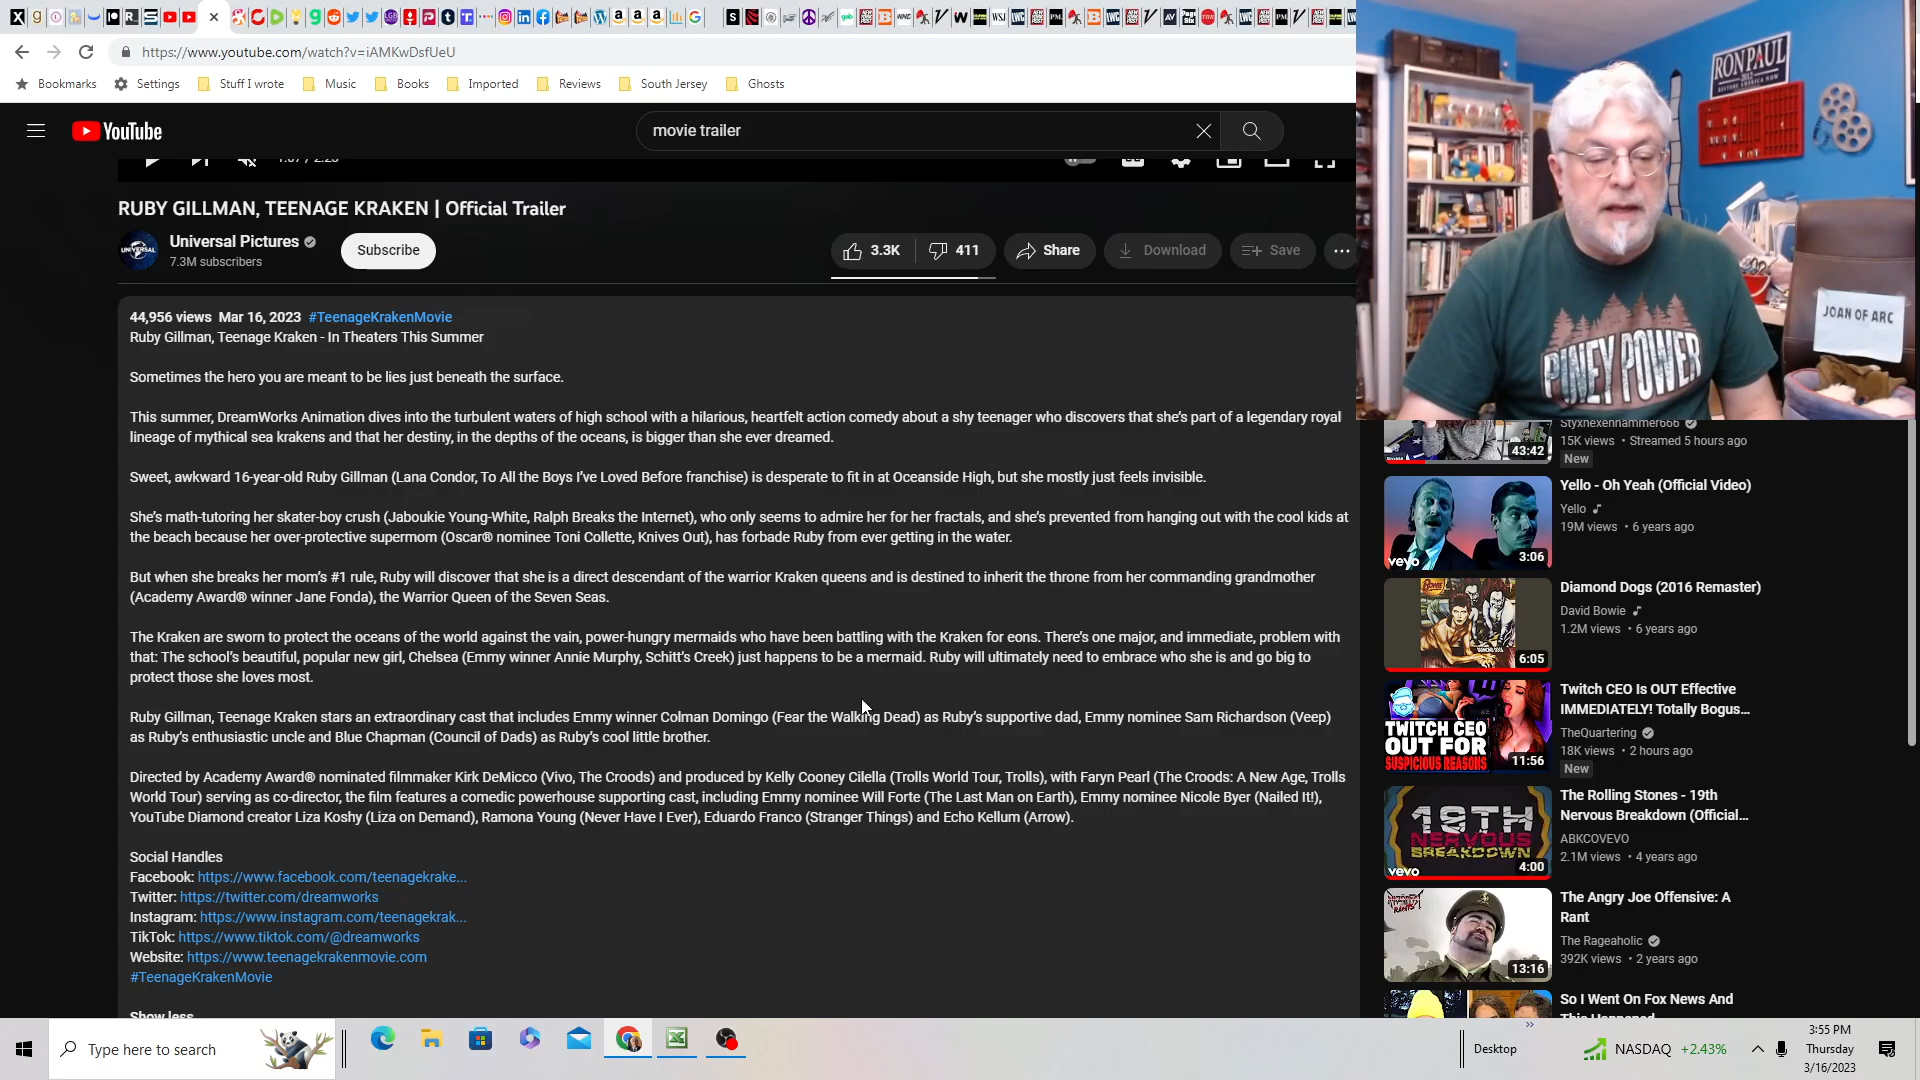 https://www.youtube.com/watch?v=iAMKwDsfUeU
Bookmarks Settings Stuff I wrote Music Books Imported Reviews South Jersey Ghosts
YouTube
movie trailer
RUBY GILLMAN, TEENAGE KRAKEN | Official Trailer
UNIVERSAL
Universal Pictures
7.3M subscribers
Subscribe
3.3K
411
Share
Download
Save
44,956 views Mar 16, 2023 #TeenageKrakenMovie
Ruby Gillman, Teenage Kraken - In Theaters This Summer
Sometimes the hero you are meant to be lies just beneath the surface.
This summer, DreamWorks Animation dives into the turbulent waters of high school with a hilarious, heartfelt action comedy about a shy teenager who discovers that she's part of a legendary royal
lineage of mythical sea krakens and that her destiny, in the depths of the oceans, is bigger than she ever dreamed.
Sweet, awkward 16-year-old Ruby Gillman (Lana Condor, To All the Boys I've Loved Before franchise) is desperate to fit in at Oceanside High, but she mostly just feels invisible.
She's math-tutoring her skater-boy crush (Jaboukie Young-White, Ralph Breaks the Internet), who only seems to admire her for her fractals, and she's prevented from hanging out with the cool kids at
the beach because her over-protective supermom (Oscar® nominee Toni Collette, Knives Out), has forbade Ruby from ever getting in the water.
But when she breaks her mom's #1 rule, Ruby will discover that she is a direct descendant of the warrior Kraken queens and is destined to inherit the throne from her commanding grandmother
(Academy Award® winner Jane Fonda), the Warrior Queen of the Seven Seas.
The Kraken are sworn to protect the oceans of the world against the vain, power-hungry mermaids who have been battling with the Kraken for eons. There's one major, and immediate, problem with
that: The school's beautiful, popular new girl, Chelsea (Emmy winner Annie Murphy, Schitt's Creek) just happens to be a mermaid. Ruby will ultimately need to embrace who she is and go big to
protect those she loves most.
Ruby Gillman, Teenage Kraken stars an extraordinary cast that includes Emmy winner Colman Domingo (Fear the Walking Dead) as Ruby's supportive dad, Emmy nominee Sam Richardson (Veep)
as Ruby's enthusiastic uncle and Blue Chapman (Council of Dads) as Ruby's cool little brother.
Directed by Academy Award® nominated filmmaker Kirk DeMicco (Vivo, The Croods) and produced by Kelly Cooney Cilella (Trolls World Tour, Trolls), with Faryn Pearl (The Croods: A New Age, Trolls
World Tour) serving as co-director, the film features a comedic powerhouse supporting cast, including Emmy nominee Will Forte (The Last Man on Earth), Emmy nominee Nicole Byer (Nailed It!),
YouTube Diamond creator Liza Koshy (Liza on Demand), Ramona Young (Never Have I Ever), Eduardo Franco (Stranger Things) and Echo Kellum (Arrow).
Social Handles
Facebook: https://www.facebook.com/teenagekrake...
Twitter: https://twitter.com/dreamworks
Instagram: https://www.instagram.com/teenagekrak...
TikTok: https://www.tiktok.com/@dreamworks
Website: https://www.teenagekrakenmovie.com
#TeenageKrakenMovie
Show less
RON PAUL
PINEY POWER
JOAN OF ARC
Styxhexenhammer666
15K views • Streamed 5 hours ago
43:42
New
Yello - Oh Yeah (Official Video)
Yello
19M views • 6 years ago
vevo
3:06
Diamond Dogs (2016 Remaster)
David Bowie
1.2M views • 6 years ago
6:05
Twitch CEO Is OUT Effective
IMMEDIATELY! Totally Bogus...
TheQuartering
18K views • 2 hours ago
New
TWITCH CEO
OUT FOR
SUSPICIOUS REASONS
11:56
The Rolling Stones - 19th
Nervous Breakdown (Official...
ABKCOVEVO
2.1M views • 4 years ago
19TH
NERVOUS
BREAKDOWN
vevo
4:00
The Angry Joe Offensive: A
Rant
The Rageaholic
392K views • 2 years ago
13:16
So I Went On Fox News And
This Happened
Type here to search
Desktop
NASDAQ +2.43%
3:55 PM
Thursday
3/16/2023